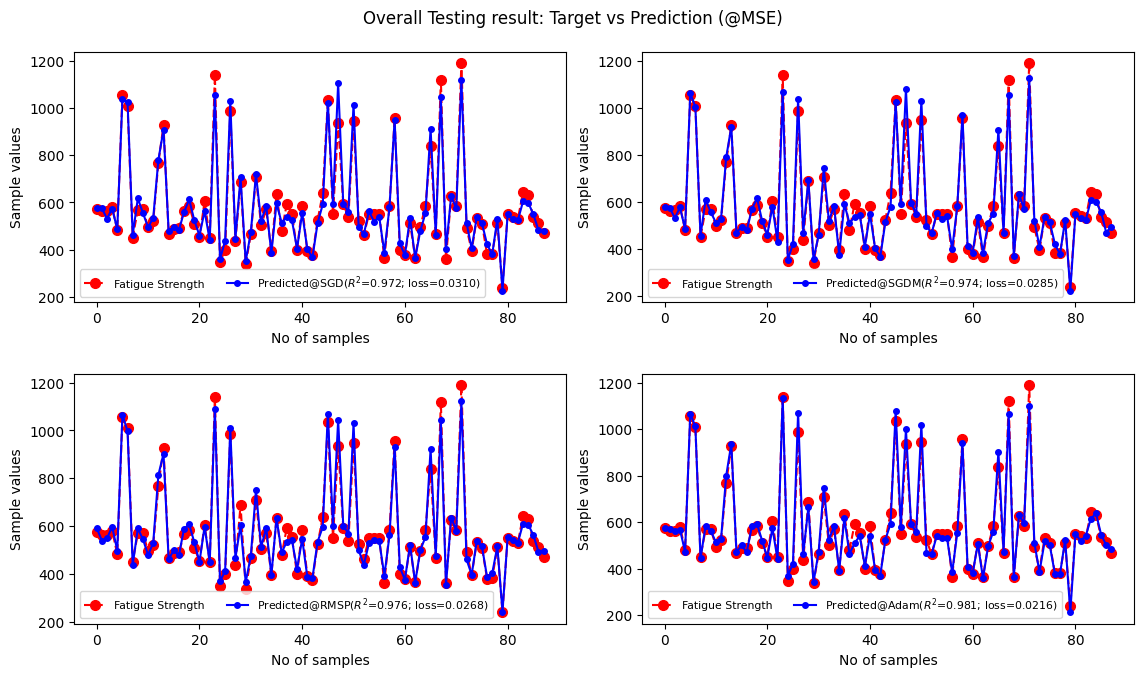 Overall Testing result: Target vs Prediction (@MSE)
1200
1000
800
600
400
200
Sample values
Fatigue Strength
Predicted@SGD(R²=0.972; loss=0.0310)
0 20 40 60 80
No of samples
1200
1000
800
600
400
200
Sample values
Fatigue Strength
Predicted@SGDM(R²=0.974; loss=0.0285)
0 20 40 60 80
No of samples
1200
1000
800
600
400
200
Sample values
Fatigue Strength
Predicted@RMSP(R²=0.976; loss=0.0268)
0 20 40 60 80
No of samples
1200
1000
800
600
400
200
Sample values
Fatigue Strength
Predicted@Adam(R²=0.981; loss=0.0216)
0 20 40 60 80
No of samples